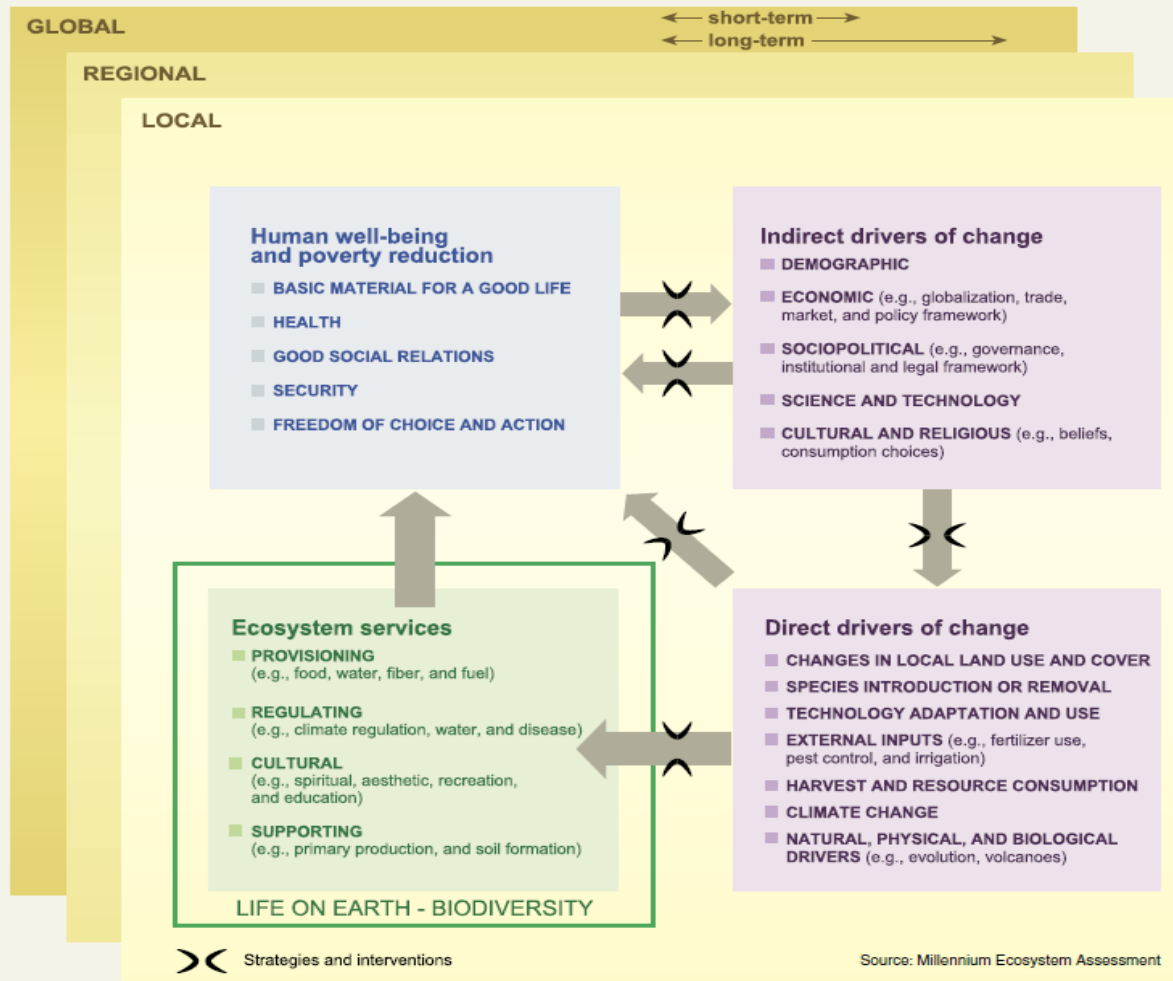 GLOBAL
short-term
long-term
REGIONAL
LOCAL
Human well-being
and poverty reduction
BASIC MATERIAL FOR A GOOD LIFE
HEALTH
GOOD SOCIAL RELATIONS
SECURITY
FREEDOM OF CHOICE AND ACTION
Indirect drivers of change
DEMOGRAPHIC
ECONOMIC (e.g., globalization, trade,
market, and policy framework)
SOCIOPOLITICAL (e.g., governance,
institutional and legal framework)
SCIENCE AND TECHNOLOGY
CULTURAL AND RELIGIOUS (e.g., beliefs,
consumption choices)
Ecosystem services
PROVISIONING
(e.g., food, water, fiber, and fuel)
REGULATING
(e.g., climate regulation, water, and disease)
CULTURAL
(e.g., spiritual, aesthetic, recreation,
and education)
SUPPORTING
(e.g., primary production, and soil formation)
LIFE ON EARTH - BIODIVERSITY
Direct drivers of change
CHANGES IN LOCAL LAND USE AND COVER
SPECIES INTRODUCTION OR REMOVAL
TECHNOLOGY ADAPTATION AND USE
EXTERNAL INPUTS (e.g., fertilizer use,
pest control, and irrigation)
HARVEST AND RESOURCE CONSUMPTION
CLIMATE CHANGE
NATURAL, PHYSICAL, AND BIOLOGICAL
DRIVERS (e.g., evolution, volcanoes)
Strategies and interventions
Source: Millennium Ecosystem Assessment